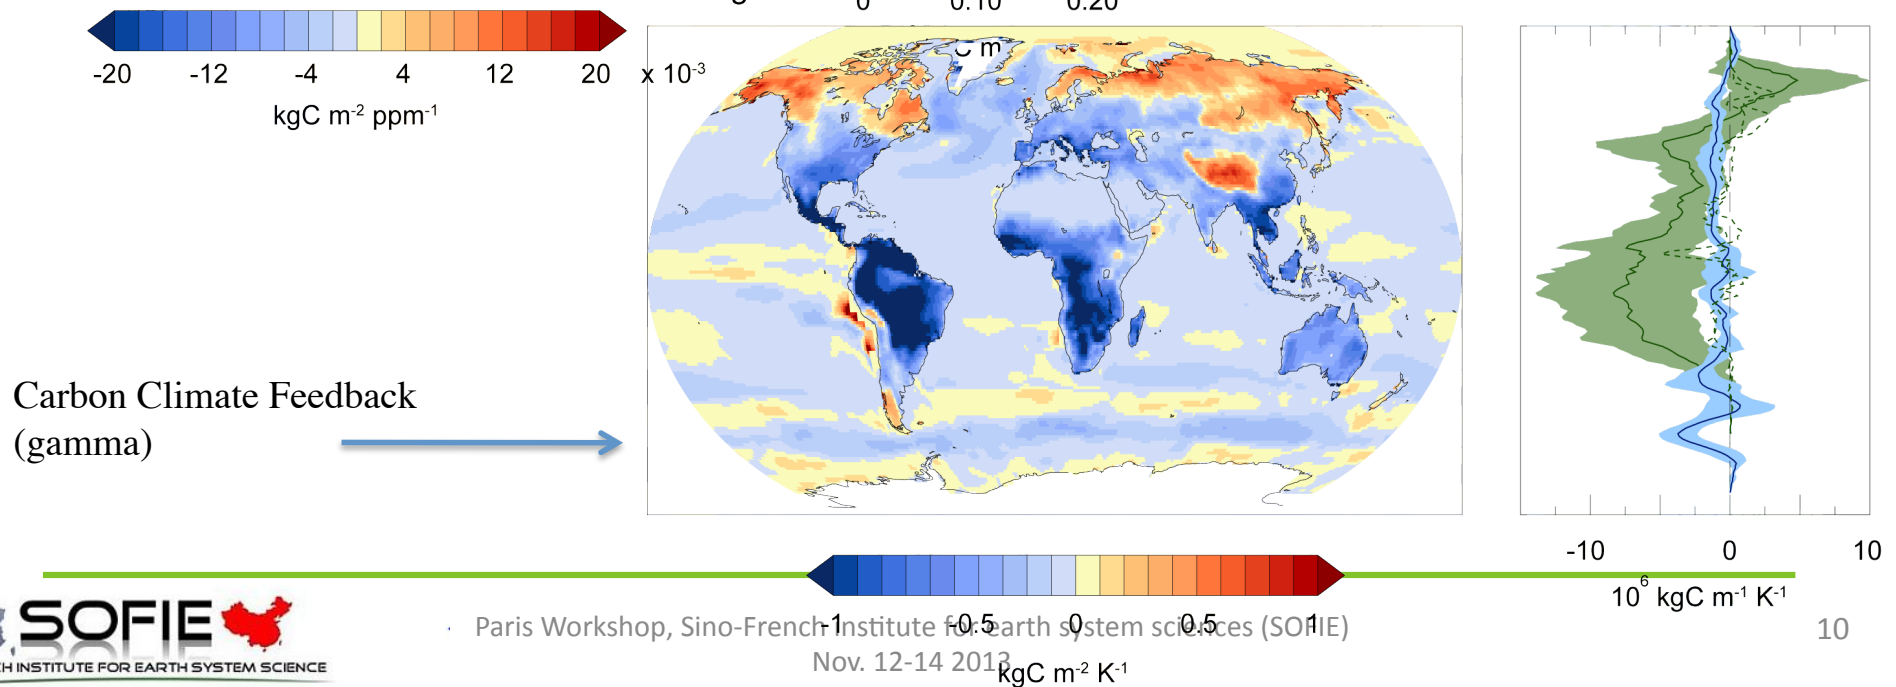 0 0.10 0.20
-20 -12 -4 4 12 20 x 10-3
kgC m-2 ppm-1
C m
Carbon Climate Feedback
(gamma)
-10 0 10
106 kgC m-1 K-1
-1 -0.5 0 0.5 1
kgC m-2 K-1
SOFIE
CH INSTITUTE FOR EARTH SYSTEM SCIENCE
Paris Workshop, Sino-French Institute for earth system sciences (SOFIE)
Nov. 12-14 2013
10